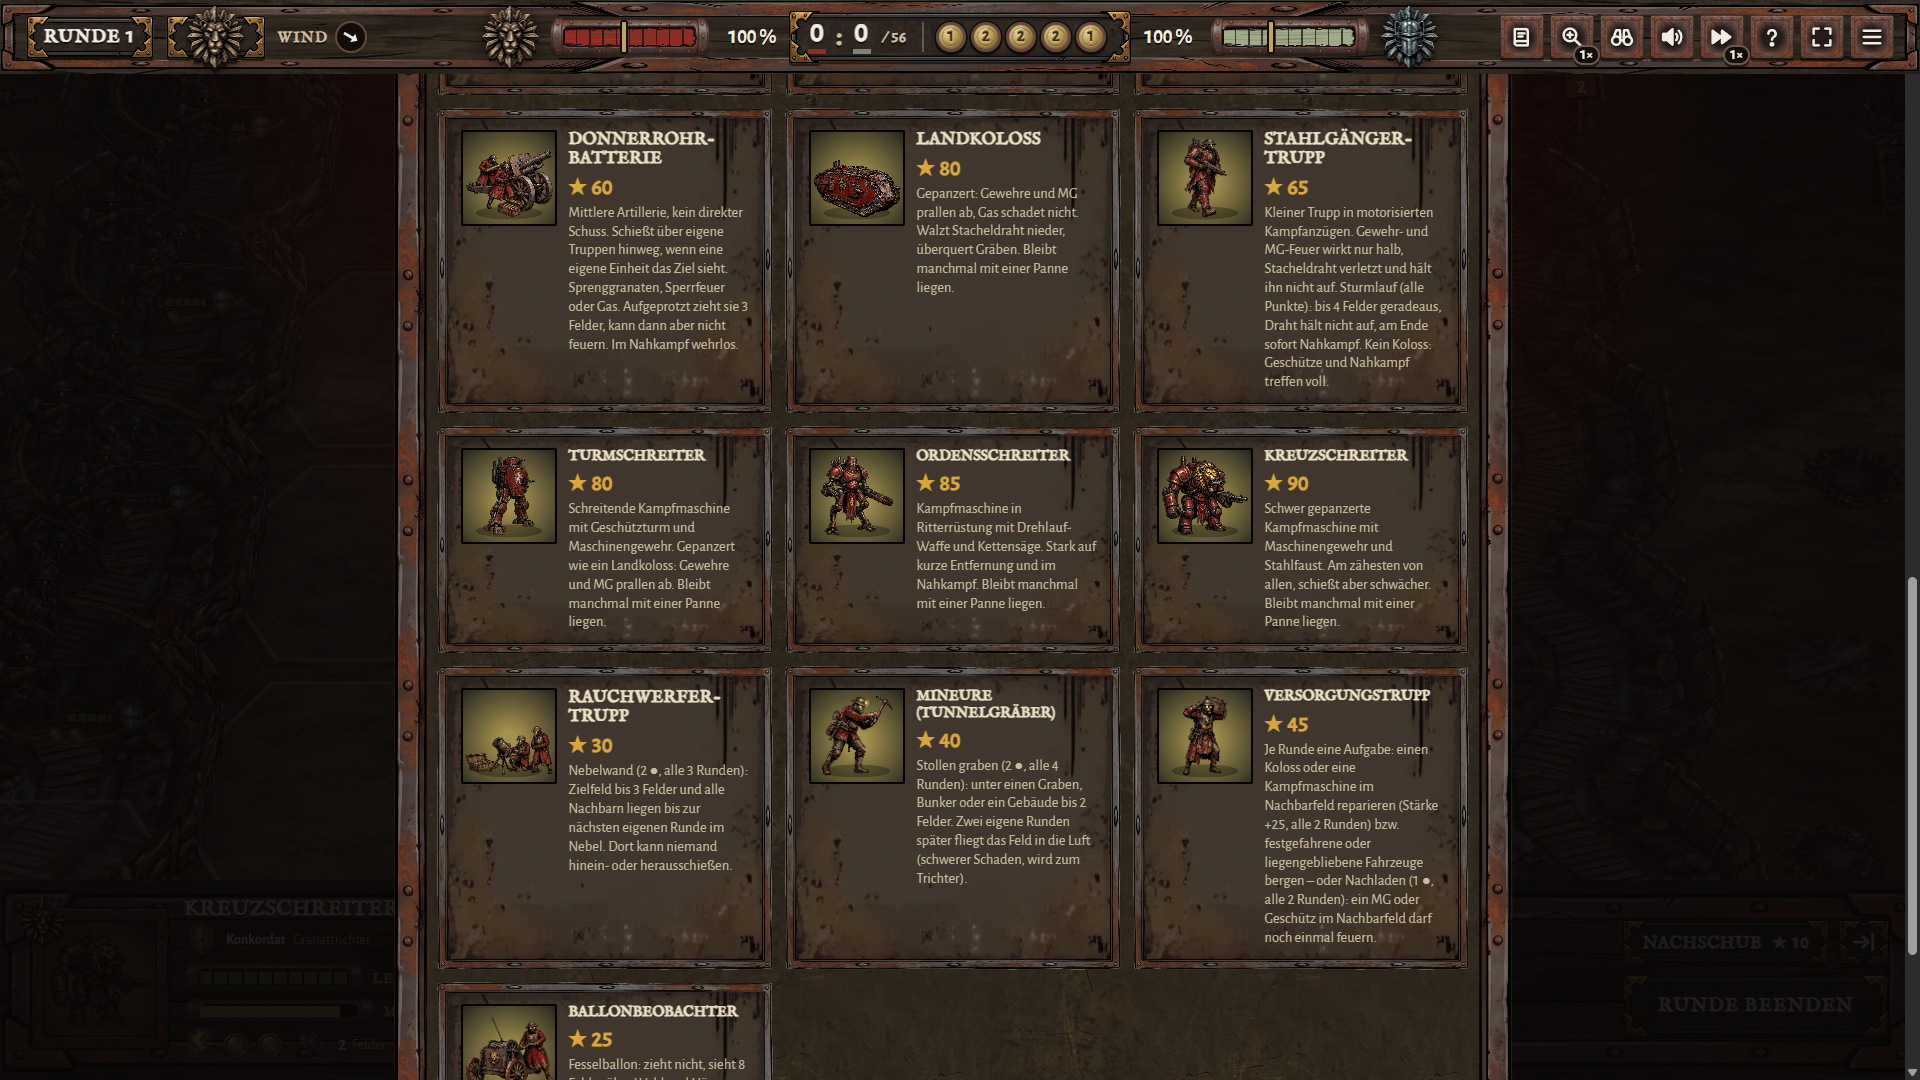 RUNDE 1
WIND
100 %
0 : 0 / 56
1 2 2 2 1
100 %
1×
1×
?
DONNERROHR-
BATTERIE
★ 60
Mittlere Artillerie, kein direkter
Schuss. Schießt über eigene
Truppen hinweg, wenn eine
eigene Einheit das Ziel sieht.
Sprenggranaten, Sperrfeuer
oder Gas. Aufgeprotzt zieht sie 3
Felder, kann dann aber nicht
feuern. Im Nahkampf wehrlos.
LANDKOLOSS
★ 80
Gepanzert: Gewehre und MG
prallen ab, Gas schadet nicht.
Walzt Stacheldraht nieder,
überquert Gräben. Bleibt
manchmal mit einer Panne
liegen.
STAHLGÄNGER-
TRUPP
★ 65
Kleiner Trupp in motorisierten
Kampfanzügen. Gewehr- und
MG-Feuer wirkt nur halb,
Stacheldraht verletzt und hält
ihn nicht auf. Sturmlauf (alle
Punkte): bis 4 Felder geradeaus,
Draht hält nicht auf, am Ende
sofort Nahkampf. Kein Koloss:
Geschütze und Nahkampf
treffen voll.
TURMSCHREITER
★ 80
Schreitende Kampfmaschine
mit Geschützturm und
Maschinengewehr. Gepanzert
wie ein Landkoloss: Gewehre
und MG prallen ab. Bleibt
manchmal mit einer Panne
liegen.
ORDENSSCHREITER
★ 85
Kampfmaschine in
Ritterrüstung mit Drehlauf-
Waffe und Kettensäge. Stark auf
kurze Entfernung und im
Nahkampf. Bleibt manchmal
mit einer Panne liegen.
KREUZSCHREITER
★ 90
Schwer gepanzerte
Kampfmaschine mit
Maschinengewehr und
Stahlfaust. Am zähesten von
allen, schießt aber schwächer.
Bleibt manchmal mit einer
Panne liegen.
RAUCHWERFER-
TRUPP
★ 30
Nebelwand (2 ●, alle 3 Runden):
Zielfeld bis 3 Felder und alle
Nachbarn liegen bis zur
nächsten eigenen Runde im
Nebel. Dort kann niemand
hinein- oder herausschießen.
MINEURE
(TUNNELGRÄBER)
★ 40
Stollen graben (2 ●, alle 4
Runden): unter einen Graben,
Bunker oder ein Gebäude bis 2
Felder. Zwei eigene Runden
später fliegt das Feld in die Luft
(schwerer Schaden, wird zum
Trichter).
VERSORGUNGSTRUPP
★ 45
Je Runde eine Aufgabe: einen
Koloss oder eine
Kampfmaschine im
Nachbarfeld reparieren (Stärke
+25, alle 2 Runden) bzw.
festgefahrene oder
liegengebliebene Fahrzeuge
bergen – oder Nachladen (1 ●,
alle 2 Runden): ein MG oder
Geschütz im Nachbarfeld darf
noch einmal feuern.
BALLONBEOBACHTER
★ 25
Fesselballon: zieht nicht, sieht 8
KREUZSCHREITER
Konkordat Granattrichter
2 Felder
NACHSCHUB ★ 10
RUNDE BEENDEN